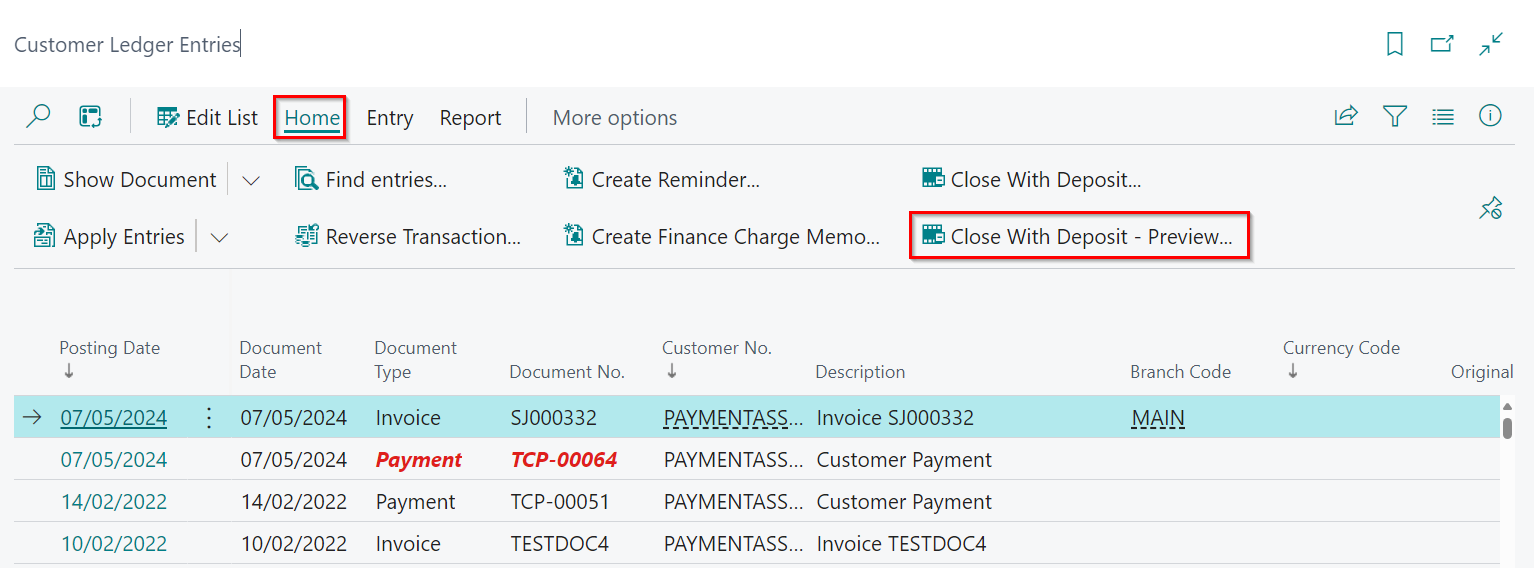 Customer Ledger Entries
Edit List Home Entry Report More options
Show Document Find entries... Create Reminder... Close With Deposit...
Apply Entries Reverse Transaction... Create Finance Charge Memo... Close With Deposit - Preview...
Posting Date Document Date Document Type Document No. Customer No. Description Branch Code Currency Code Original
07/05/2024 07/05/2024 Invoice SJ000332 PAYMENTASS... Invoice SJ000332 MAIN
07/05/2024 07/05/2024 Payment TCP-00064 PAYMENTASS... Customer Payment
14/02/2022 14/02/2022 Payment TCP-00051 PAYMENTASS... Customer Payment
10/02/2022 10/02/2022 Invoice TESTDOC4 PAYMENTASS... Invoice TESTDOC4